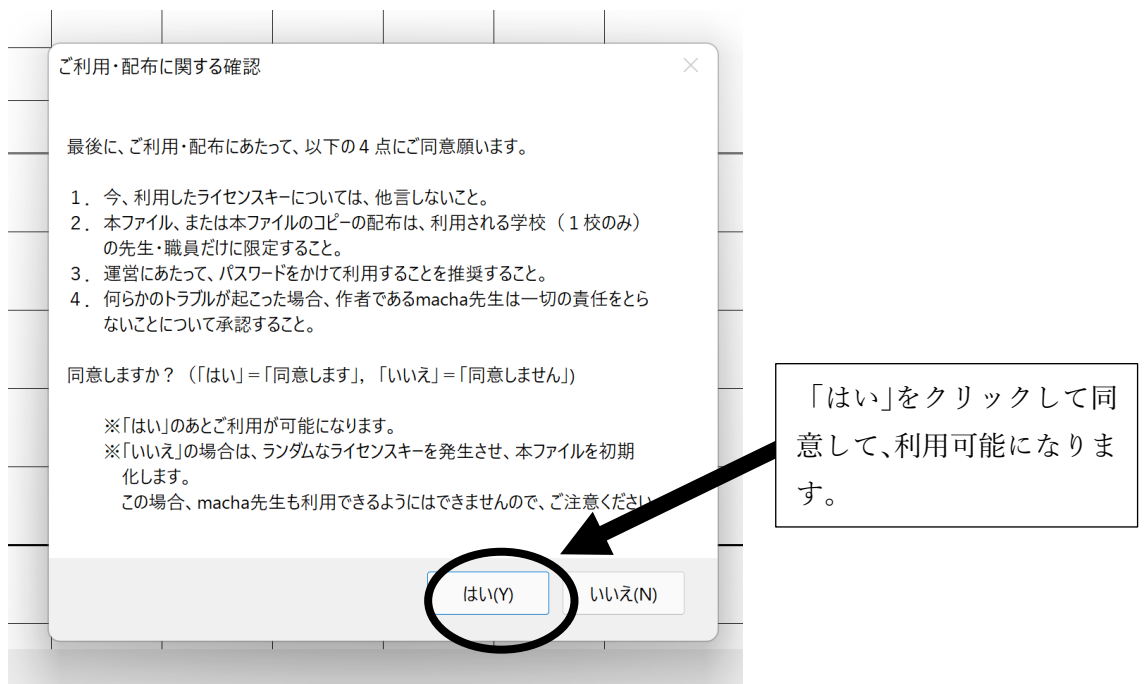 ご利用・配布に関する確認
最後に、ご利用・配布にあたって、以下の４点にご同意願います。
１．今、利用したライセンスキーについては、他言しないこと。
２．本ファイル、または本ファイルのコピーの配布は、利用される学校（１校のみ）
の先生・職員だけに限定すること。
３．運営にあたって、パスワードをかけて利用することを推奨すること。
４．何らかのトラブルが起こった場合、作者であるmacha先生は一切の責任をとら
ないことについて承認すること。
同意しますか？（「はい」＝「同意します」，「いいえ」＝「同意しません」)
※「はい」のあとご利用が可能になります。
※「いいえ」の場合は、ランダムなライセンスキーを発生させ、本ファイルを初期
化します。
この場合、macha先生も利用できるようにはできませんので、ご注意ください
はい(Y)
いいえ(N)
「はい」をクリックして同
意して、利用可能になりま
す。